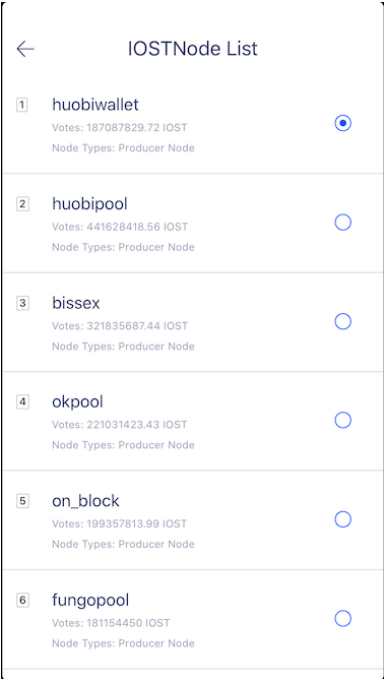 IOSTNode List
1 huobiwallet
Votes: 187087829.72 IOST
Node Types: Producer Node
2 huobipool
Votes: 441628418.56 IOST
Node Types: Producer Node
3 bissex
Votes: 321835687.44 IOST
Node Types: Producer Node
4 okpool
Votes: 221031423.43 IOST
Node Types: Producer Node
5 on_block
Votes: 199357813.99 IOST
Node Types: Producer Node
6 fungopool
Votes: 181154450 IOST
Node Types: Producer Node